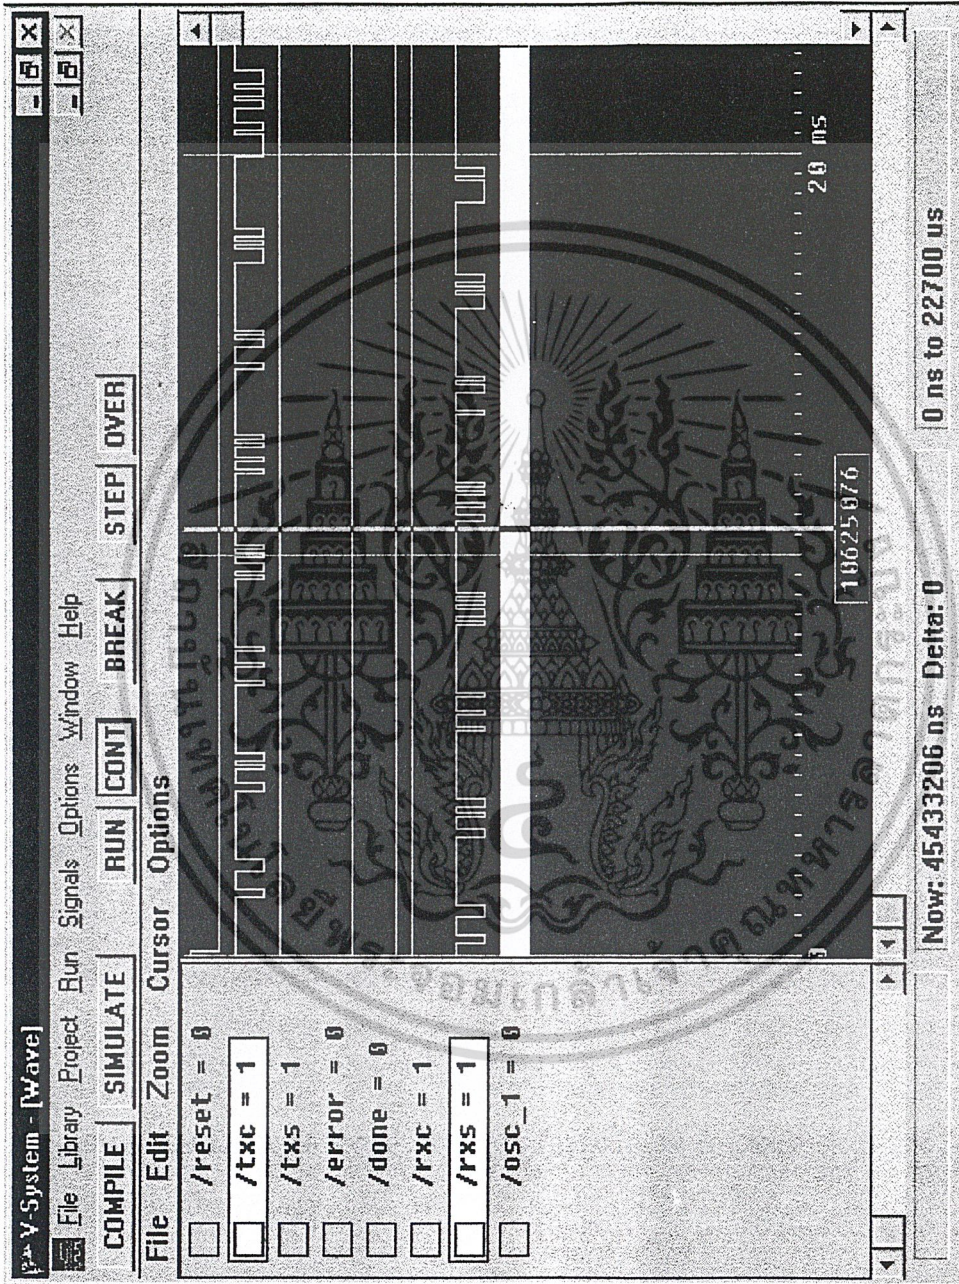 V-System - [Wave]
File Library Project Run Signals Options Window Help
COMPILE SIMULATE RUN CONT BREAK STEP OVER
File Edit Zoom Cursor Options
/reset = 0
/txc = 1
/txs = 1
/error = 0
/done = 0
/rxc = 1
/rxs = 1
/osc_1 = 0
0
20 ms
10625076
Now: 45433206 ns Delta: 0
0 ns to 22700 us